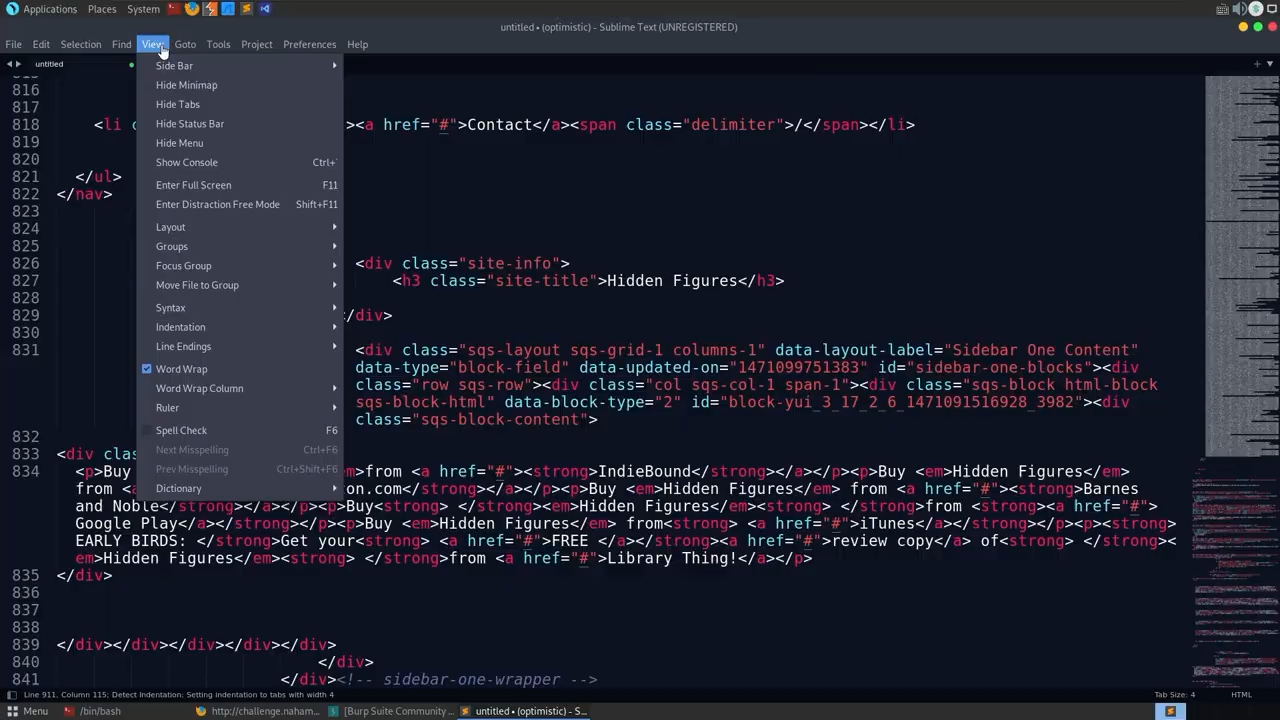 Applications Places System
untitled • (optimistic) - Sublime Text (UNREGISTERED)
File Edit Selection Find View Goto Tools Project Preferences Help
untitled
Side Bar
Hide Minimap
Hide Tabs
Hide Status Bar
Hide Menu
Show Console Ctrl+`
Enter Full Screen F11
Enter Distraction Free Mode Shift+F11
Layout
Groups
Focus Group
Move File to Group
Syntax
Indentation
Line Endings
Word Wrap
Word Wrap Column
Ruler
Spell Check F6
Next Misspelling Ctrl+F6
Prev Misspelling Ctrl+Shift+F6
Dictionary
816
817
818 <li ><a href="#">Contact</a><span class="delimiter">/</span></li>
819
820
821 </ul>
822 </nav>
823
824
825
826 <div class="site-info">
827 <h3 class="site-title">Hidden Figures</h3>
828
829 /div>
830
831 <div class="sqs-layout sqs-grid-1 columns-1" data-layout-label="Sidebar One Content"
data-type="block-field" data-updated-on="1471099751383" id="sidebar-one-blocks"><div
class="row sqs-row"><div class="col sqs-col-1 span-1"><div class="sqs-block html-block
sqs-block-html" data-block-type="2" id="block-yui_3_17_2_6_1471091516928_3982"><div
class="sqs-block-content">
832
833 <div clas
834 <p>Buy em>from <a href="#"><strong>IndieBound</strong></a></p><p>Buy <em>Hidden Figures</em>
from <a on.com</strong></a></p><p>Buy <em>Hidden Figures</em> from <a href="#"><strong>Barnes
and Noble</strong></a></p><p>Buy<strong> <em>Hidden Figures</em> </strong>from <strong><a href="#">
Google Play</a></strong></p><p>Buy <em>Hidden Figures</em> from <strong><a href="#">iTunes</a></strong></p><p><strong>
EARLY BIRDS: </strong>Get your<strong> <a href="#">FREE </a></strong><a href="#">review copy</a> of<strong> </strong><
em>Hidden Figures</em><strong> </strong>from <a href="#">Library Thing!</a></p>
835 </div>
836
837
838
839 </div></div></div></div></div>
840 </div>
841 </div><!-- sidebar-one-wrapper -->
Line 911, Column 115; Detect Indentation: Setting indentation to tabs with width 4 Tab Size: 4 HTML
Menu /bin/bash http://challenge.naham... [Burp Suite Community ... untitled • (optimistic) - S...